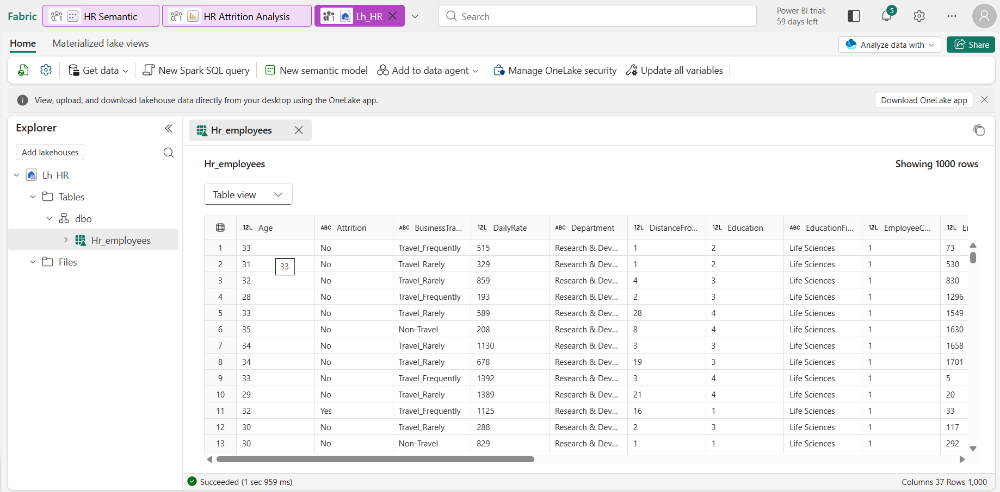 Fabric
1 HR Semantic
1 HR Attrition Analysis
1 Lh_HR
Search
Power BI trial:
59 days left
5
Home
Materialized lake views
Analyze data with
Share
Get data
New Spark SQL query
New semantic model
Add to data agent
Manage OneLake security
Update all variables
View, upload, and download lakehouse data directly from your desktop using the OneLake app.
Download OneLake app
Explorer
Add lakehouses
Lh_HR
Tables
dbo
Hr_employees
Files
Hr_employees
Hr_employees
Showing 1000 rows
Table view
12L Age ABC Attrition ABC BusinessTra... 12L DailyRate ABC Department 12L DistanceFro... 12L Education ABC EducationFi... 12L EmployeeC... 12L
1 33 No Travel_Frequently 515 Research & Dev... 1 2 Life Sciences 1 73
2 31 No Travel_Rarely 329 Research & Dev... 1 2 Life Sciences 1 530
33
3 32 No Travel_Rarely 859 Research & Dev... 4 3 Life Sciences 1 830
4 28 No Travel_Frequently 193 Research & Dev... 2 3 Life Sciences 1 1296
5 33 No Travel_Rarely 589 Research & Dev... 28 4 Life Sciences 1 1549
6 35 No Non-Travel 208 Research & Dev... 8 4 Life Sciences 1 1630
7 34 No Travel_Rarely 1130 Research & Dev... 3 3 Life Sciences 1 1658
8 34 No Travel_Rarely 678 Research & Dev... 19 3 Life Sciences 1 1701
9 33 No Travel_Frequently 1392 Research & Dev... 3 4 Life Sciences 1 5
10 29 No Travel_Rarely 1389 Research & Dev... 21 4 Life Sciences 1 20
11 32 Yes Travel_Frequently 1125 Research & Dev... 16 1 Life Sciences 1 33
12 30 No Travel_Rarely 288 Research & Dev... 2 3 Life Sciences 1 117
13 30 No Non-Travel 829 Research & Dev... 1 1 Life Sciences 1 292
Succeeded (1 sec 959 ms)
Columns 37 Rows 1,000